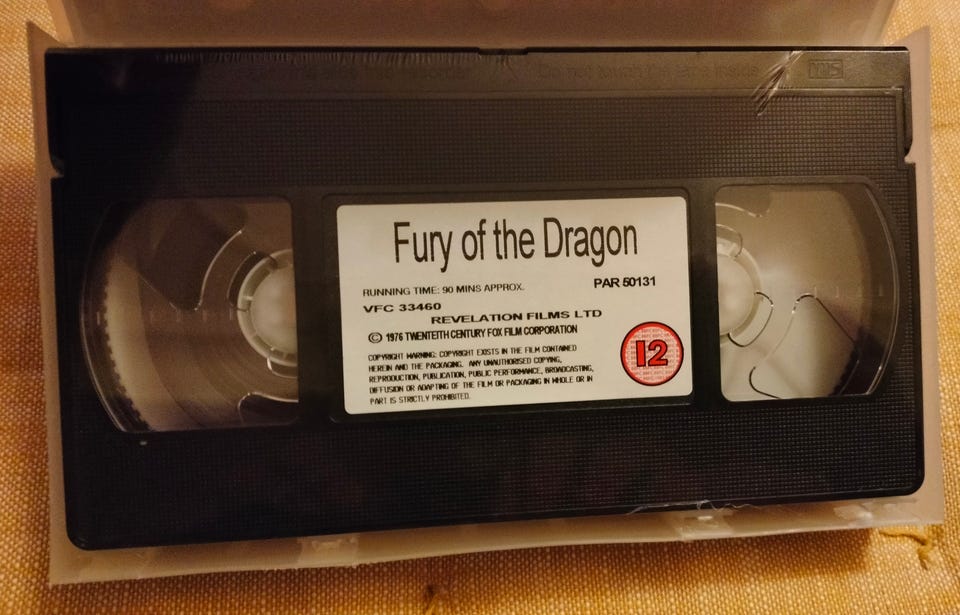 VHS
Fury of the Dragon
RUNNING TIME: 90 MINS APPROX.
PAR 50131
VFC 33460
REVELATION FILMS LTD
© 1976 TWENTETTH CENTURY FOX FILM CORPORATION
COPYRIGHT WARNING: COPYRIGHT EXISTS IN THE FILM CONTAINED
HEREIN AND THE PACKAGING. ANY UNAUTHORISED COPYING,
REPRODUCTION, PUBLICATION, PUBLIC PERFORMANCE, BROADCASTING,
DIFFUSION OR ADAPTING OF THE FILM OR PACKAGING IN WHOLE OR IN
PART IS STRICTLY PROHIBITED.
12